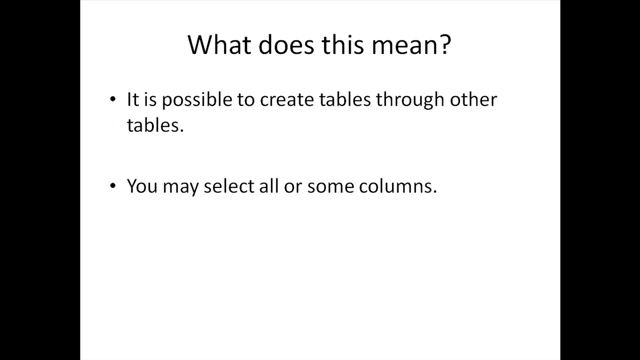 What does this mean?
• It is possible to create tables through other
tables.
• You may select all or some columns.